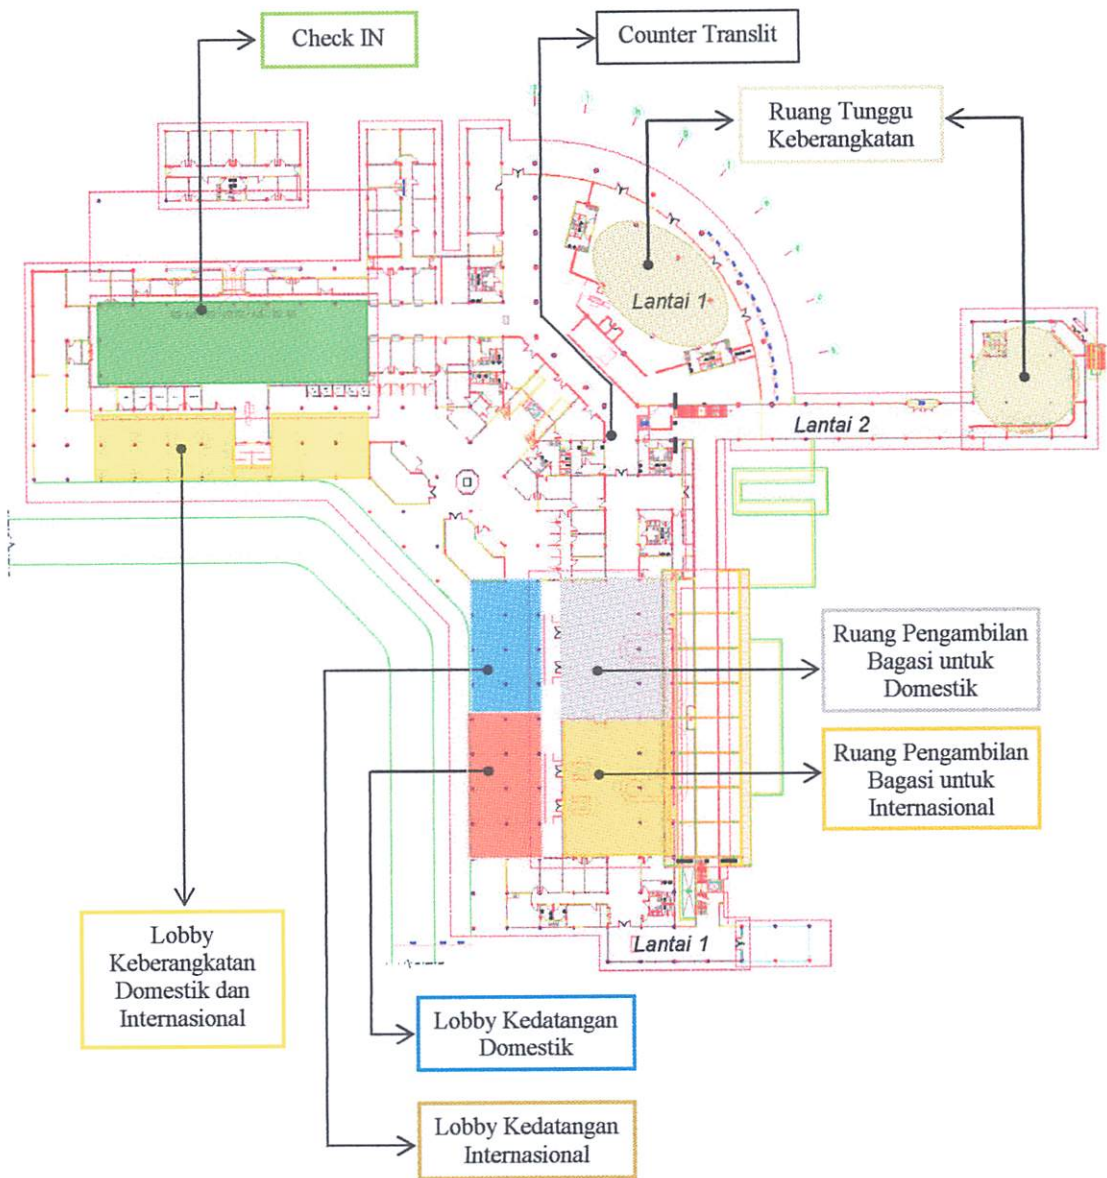 Check IN
Counter Translit
Ruang Tunggu
Keberangkatan
Lantai 1
Lantai 2
Ruang Pengambilan
Bagasi untuk
Domestik
Ruang Pengambilan
Bagasi untuk
Internasional
Lantai 1
Lobby
Keberangkatan
Domestik dan
Internasional
Lobby Kedatangan
Domestik
Lobby Kedatangan
Internasional